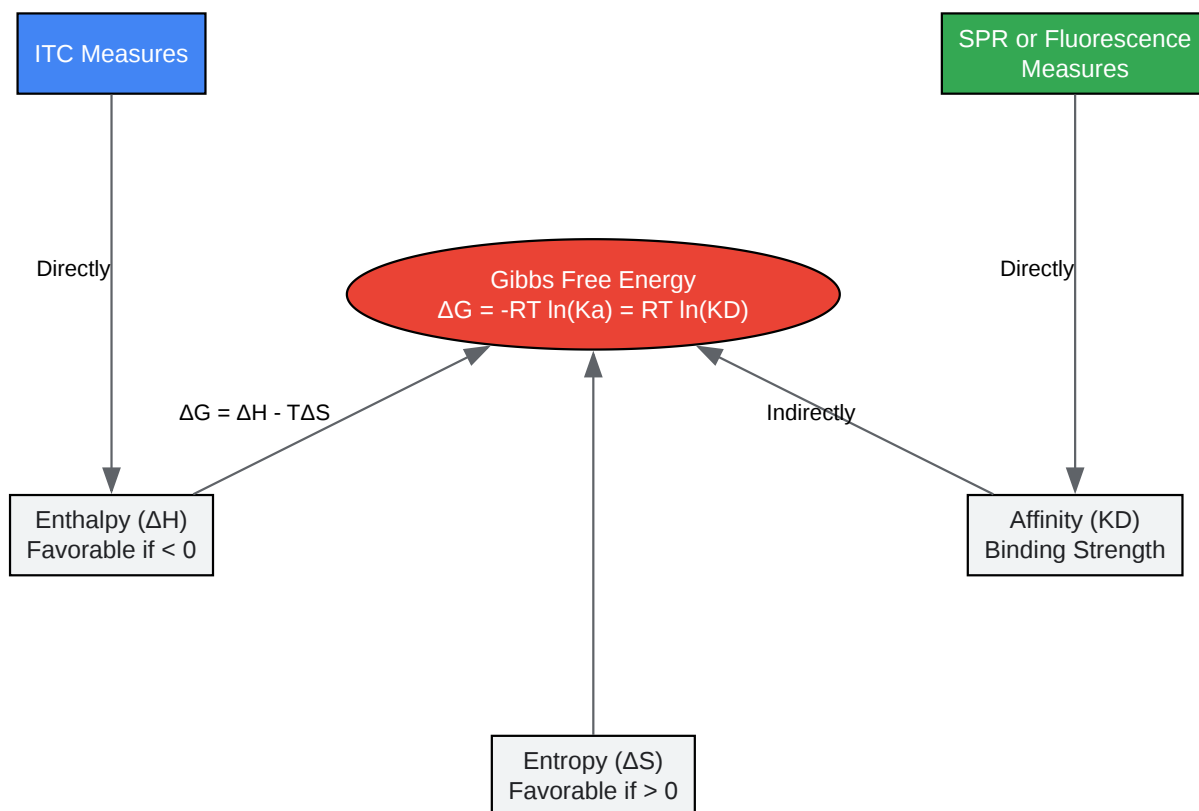 ITC Measures
SPR or Fluorescence
Measures
Directly
Directly
Gibbs Free Energy
ΔG = -RT ln(Ka) = RT ln(KD)
ΔG = ΔH - TΔS
Indirectly
Enthalpy (ΔH)
Favorable if < 0
Affinity (KD)
Binding Strength
Entropy (ΔS)
Favorable if > 0